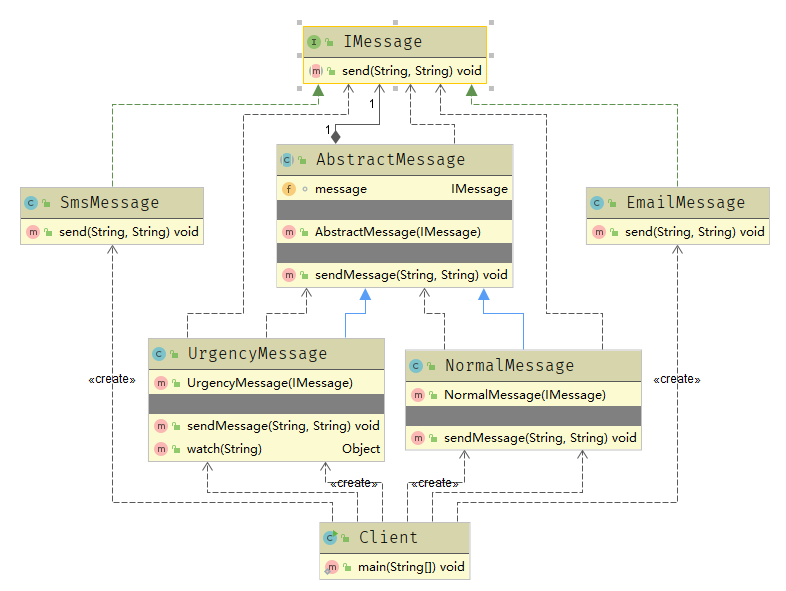 IMessage
send(String, String) void
1
1
AbstractMessage
message IMessage
AbstractMessage(IMessage)
sendMessage(String, String) void
SmsMessage
send(String, String) void
EmailMessage
send(String, String) void
UrgencyMessage
UrgencyMessage(IMessage)
sendMessage(String, String) void
watch(String) Object
NormalMessage
NormalMessage(IMessage)
sendMessage(String, String) void
«create»
«create»
«create»
«create»
Client
main(String[]) void